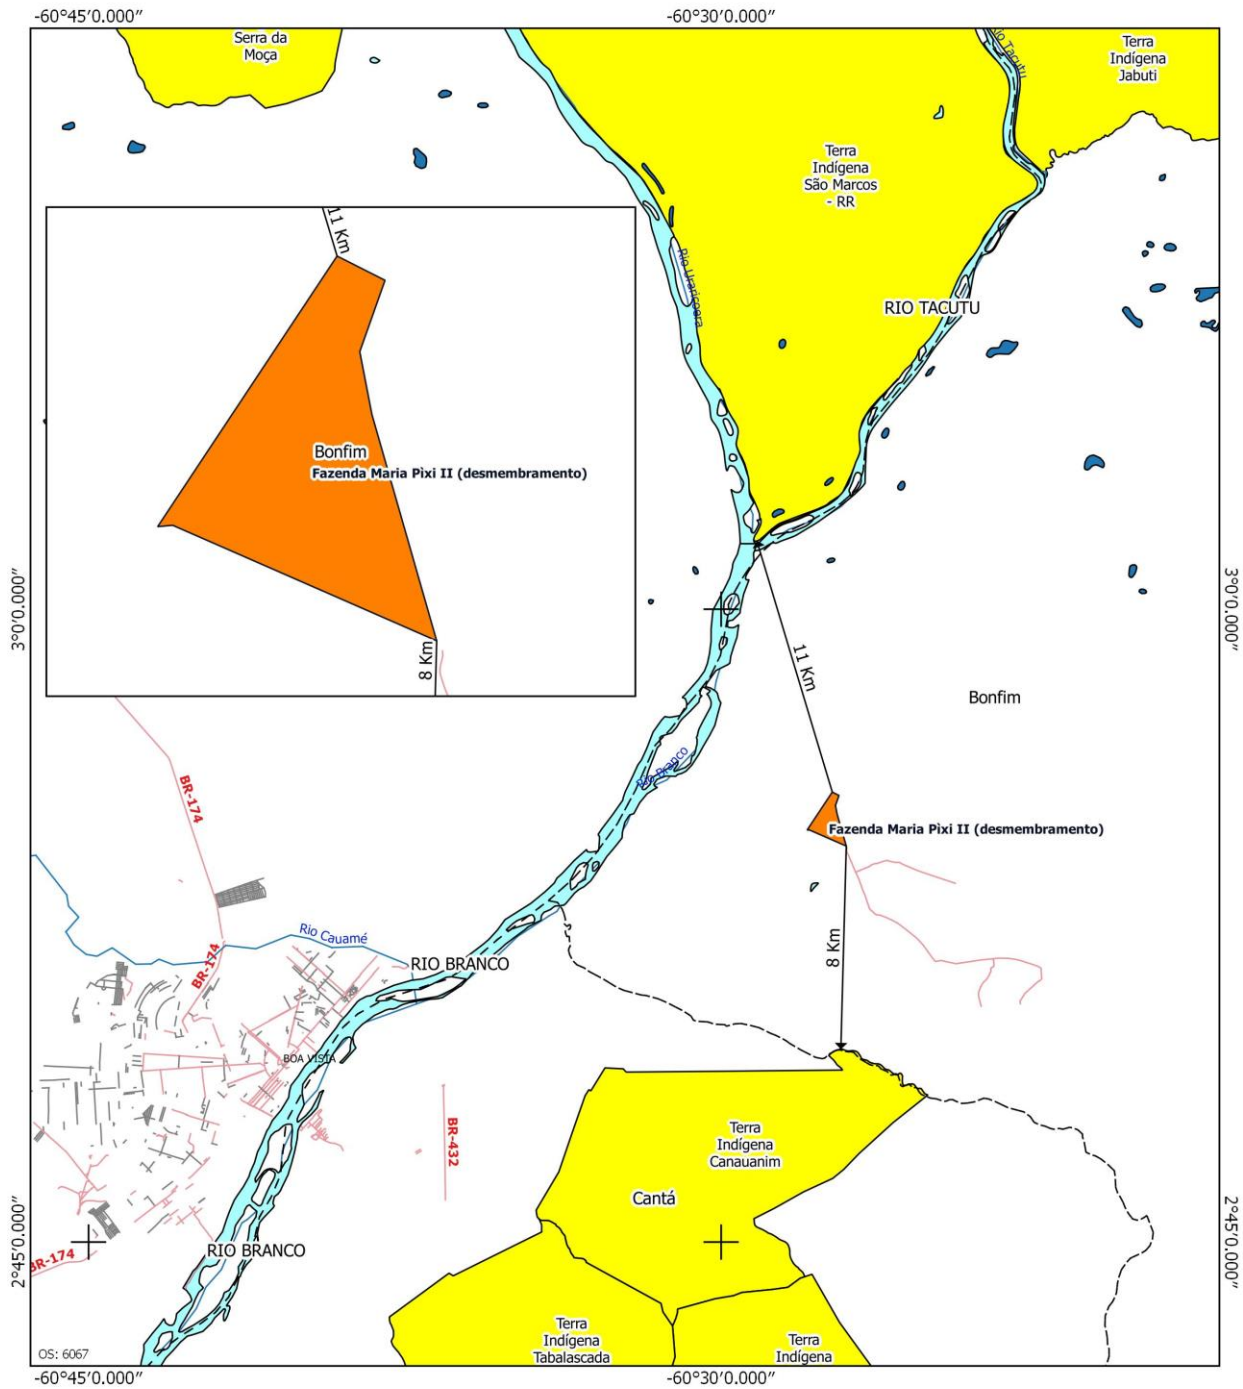 -60°45'0.000"
-60°30'0.000"
Serra da
Moça
Rio Tacutu
Terra
Indígena
Jabuti
Terra
Indígena
São Marcos
- RR
11 Km
Rio Uraricoera
RIO TACUTU
Bonfim
Fazenda Maria Pixi II (desmembramento)
8 Km
3°0'0.000"
3°0'0.000"
11 Km
Bonfim
Rio Branco
BR-174
Fazenda Maria Pixi II (desmembramento)
Rio Cauamé
8 Km
BR-174
RIO BRANCO
BOA VISTA
BR-432
Terra
Indígena
Canauanim
Cantá
2°45'0.000"
2°45'0.000"
RIO BRANCO
BR-174
Terra
Indígena
Tabalascada
Terra
Indígena
OS: 6067
-60°45'0.000"
-60°30'0.000"